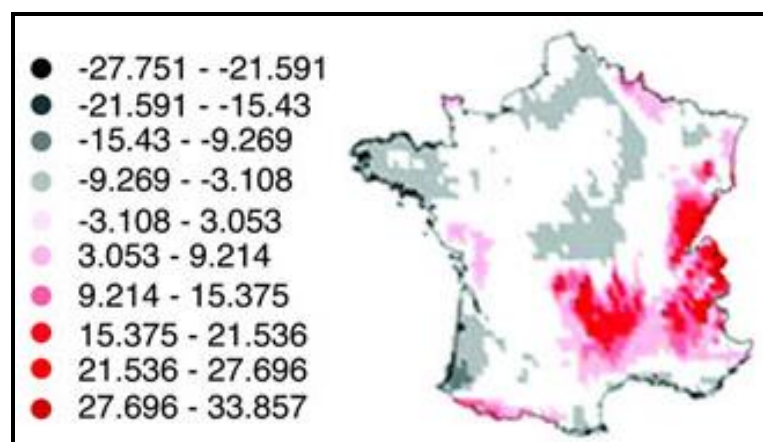 -27.751 - -21.591
-21.591 - -15.43
-15.43 - -9.269
-9.269 - -3.108
-3.108 - 3.053
3.053 - 9.214
9.214 - 15.375
15.375 - 21.536
21.536 - 27.696
27.696 - 33.857